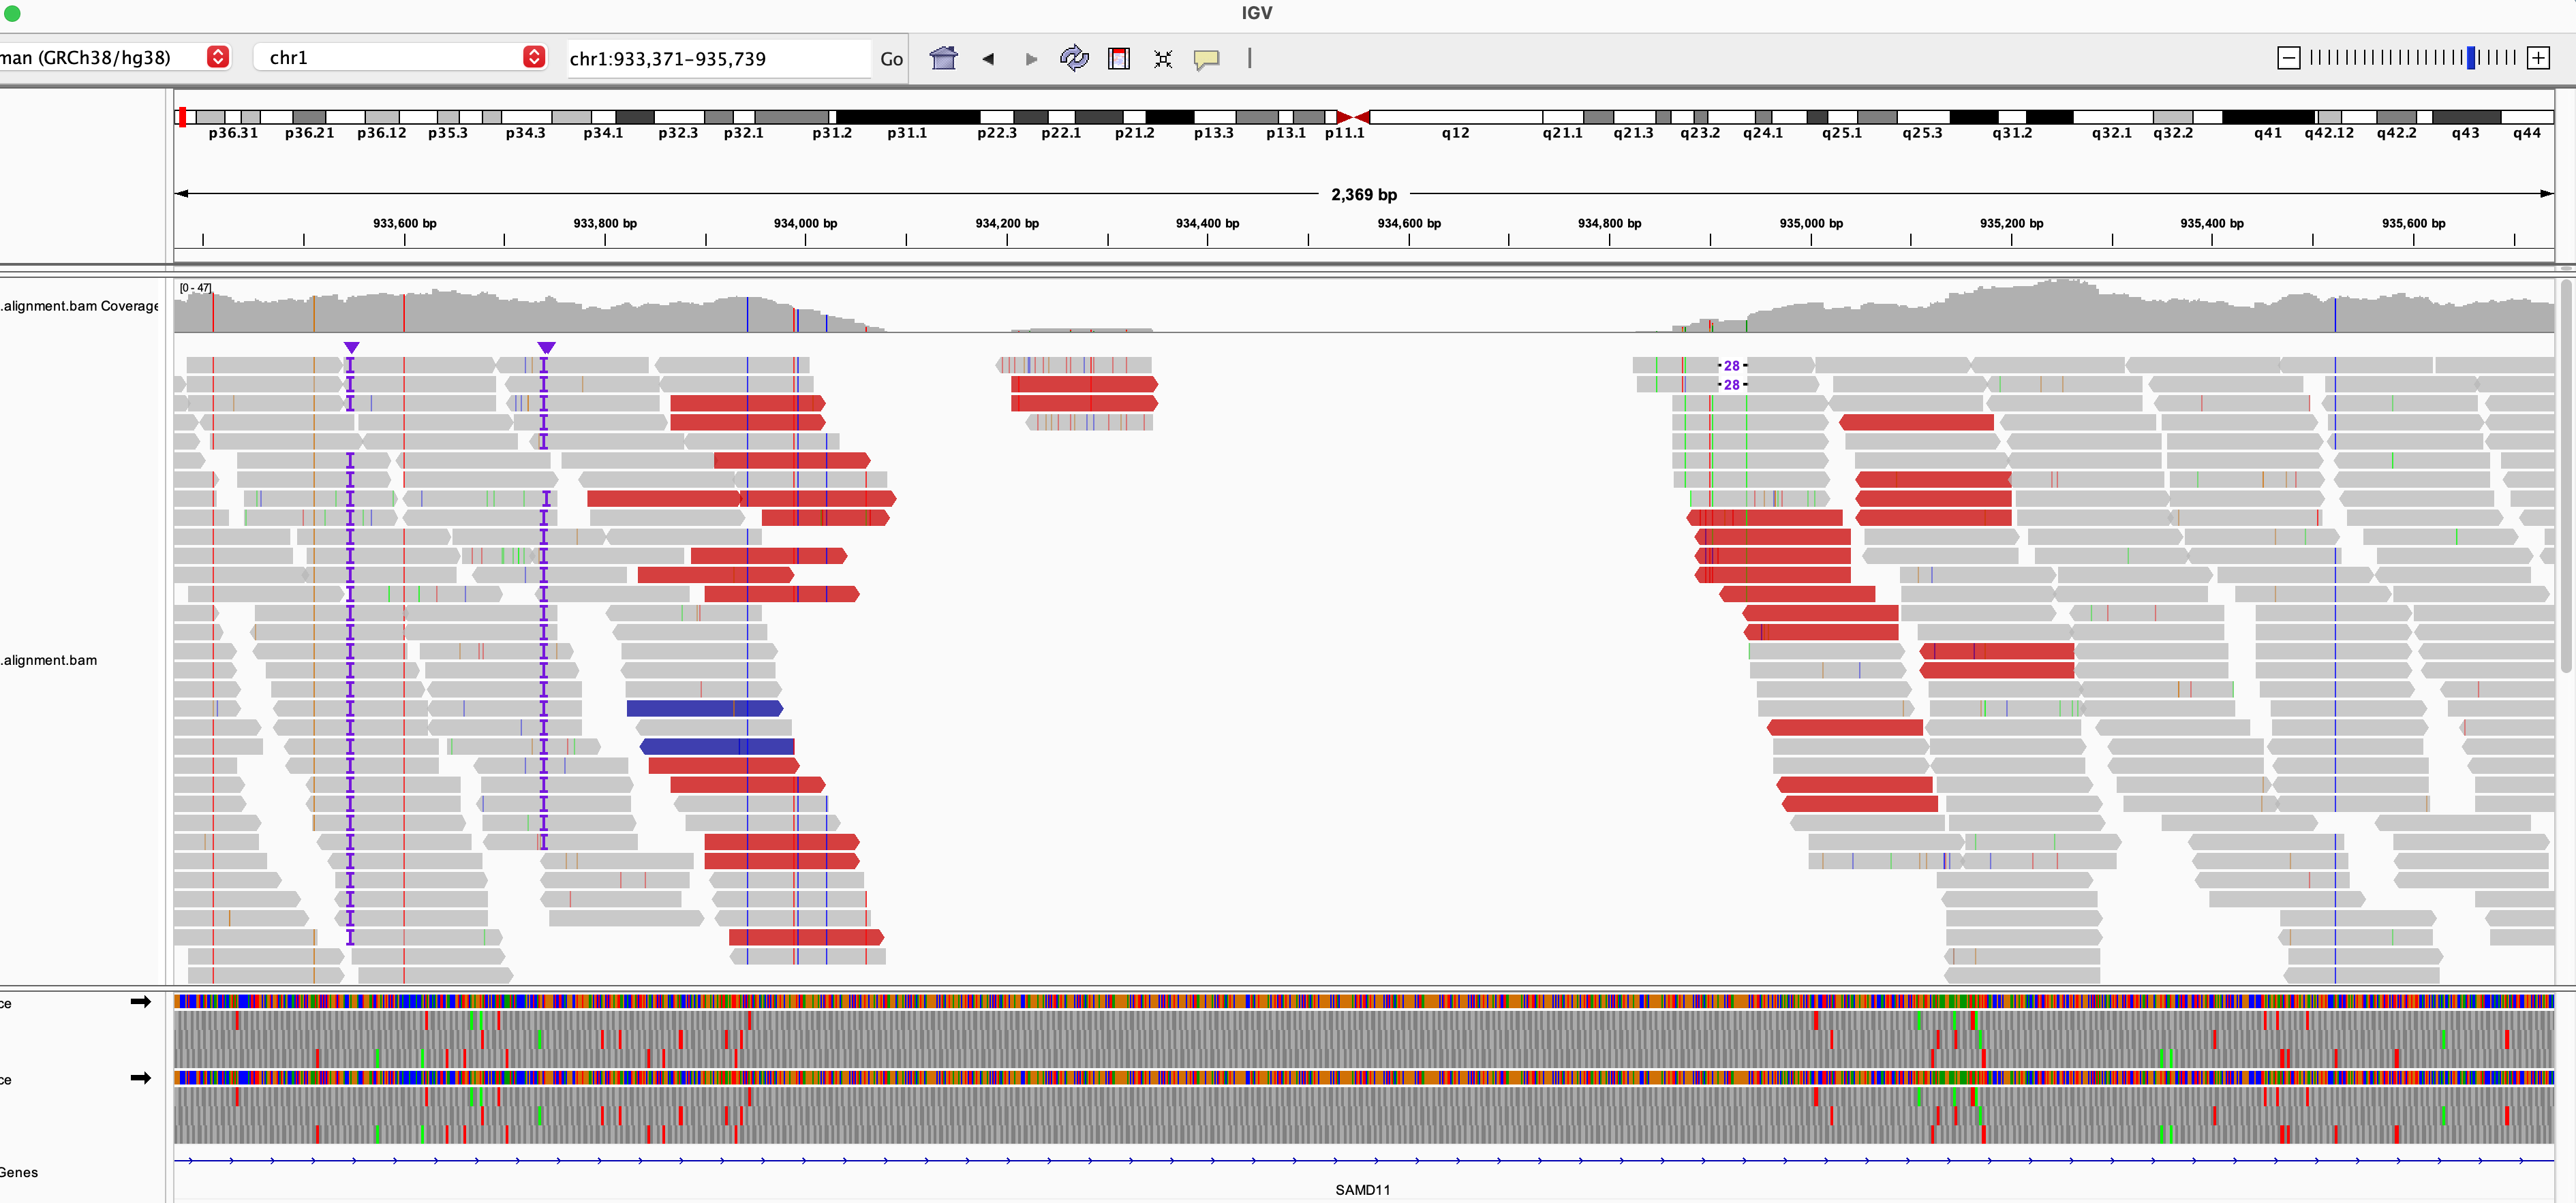 IGV
man (GRCh38/hg38) chr1 chr1:933,371-935,739 Go
p36.31 p36.21 p36.12 p35.3 p34.3 p34.1 p32.3 p32.1 p31.2 p31.1 p22.3 p22.1 p21.2 p13.3 p13.1 p11.1 q12 q21.1 q21.3 q23.2 q24.1 q25.1 q25.3 q31.2 q32.1 q32.2 q41 q42.12 q42.2 q43 q44
2,369 bp
933,600 bp 933,800 bp 934,000 bp 934,200 bp 934,400 bp 934,600 bp 934,800 bp 935,000 bp 935,200 bp 935,400 bp 935,600 bp
[0 - 47]
.alignment.bam Coverage
28
28
.alignment.bam
ce
ce
Genes
SAMD11